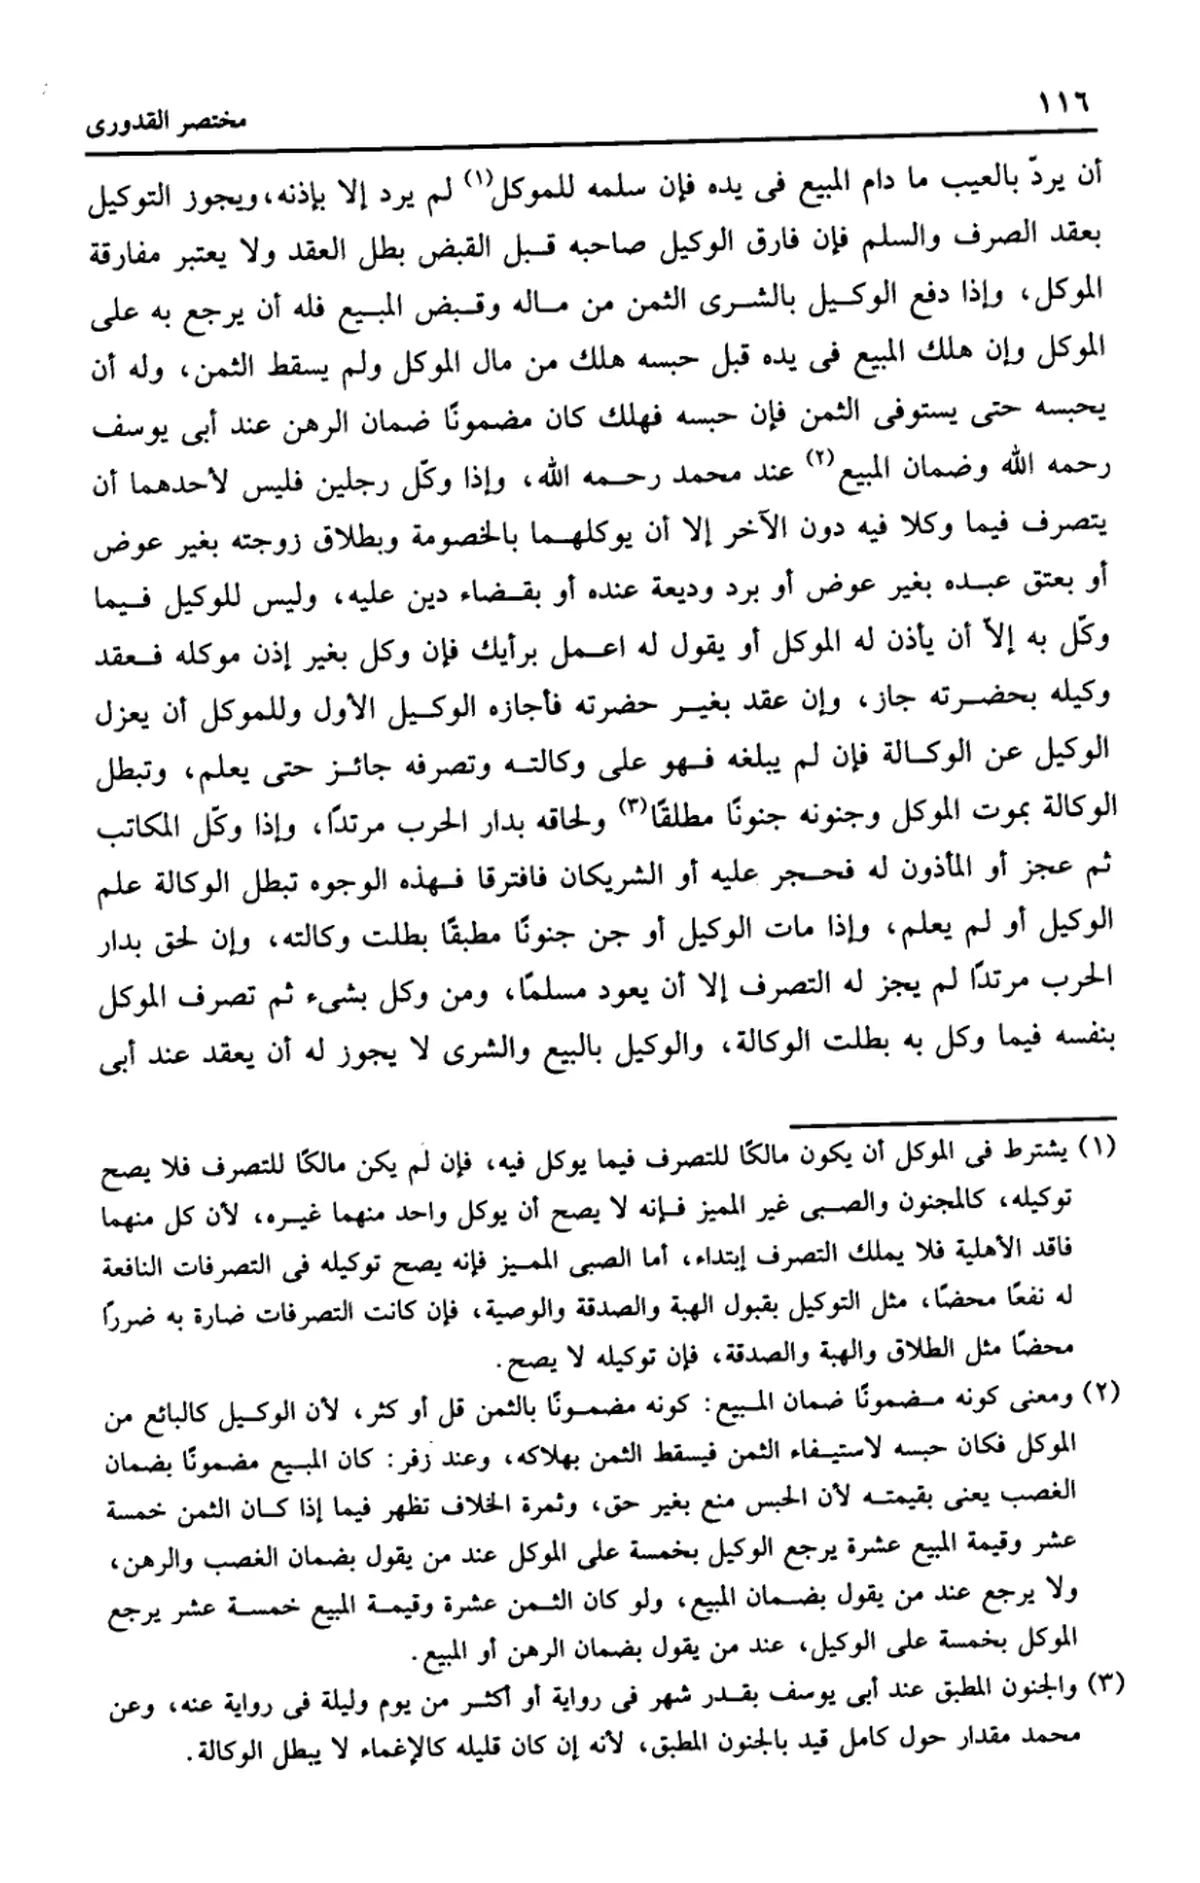 ١١٦
مختصر القدورى
أن يردّ بالعيب ما دام المبيع فى يده فإن سلمه للموكل(١) لم يرد إلا بإذنه، ويجوز التوكيل
بعقد الصرف والسلم فإن فارق الوكيل صاحبه قبل القبض بطل العقد ولا يعتبر مفارقة
الموكل، وإذا دفع الوكيل بالشرى الثمن من ماله وقبض المبيع فله أن يرجع به على
الموكل وإن هلك المبيع فى يده قبل حبسه هلك من مال الموكل ولم يسقط الثمن، وله أن
يحبسه حتى يستوفى الثمن فإن حبسه فهلك كان مضمونًا ضمان الرهن عند أبى يوسف
رحمه الله وضمان المبيع(٢) عند محمد رحمه الله، وإذا وكّل رجلين فليس لأحدهما أن
يتصرف فيما وكلا فيه دون الآخر إلا أن يوكلهما بالخصومة وبطلاق زوجته بغير عوض
أو بعتق عبده بغير عوض أو برد وديعة عنده أو بقضاء دين عليه، وليس للوكيل فيما
وكّل به إلاّ أن يأذن له الموكل أو يقول له اعمل برأيك فإن وكل بغير إذن موكله فعقد
وكيله بحضرته جاز، وإن عقد بغير حضرته فأجازه الوكيل الأول وللموكل أن يعزل
الوكيل عن الوكالة فإن لم يبلغه فهو على وكالته وتصرفه جائز حتى يعلم، وتبطل
الوكالة بموت الموكل وجنونه جنونًا مطلقًا(٣) ولحاقه بدار الحرب مرتدًا، وإذا وكّل المكاتب
ثم عجز أو المأذون له فحجر عليه أو الشريكان فافترقا فهذه الوجوه تبطل الوكالة علم
الوكيل أو لم يعلم، وإذا مات الوكيل أو جن جنونًا مطبقًا بطلت وكالته، وإن لحق بدار
الحرب مرتدًا لم يجز له التصرف إلا أن يعود مسلمًا، ومن وكل بشىء ثم تصرف الموكل
بنفسه فيما وكل به بطلت الوكالة، والوكيل بالبيع والشرى لا يجوز له أن يعقد عند أبى
(١) يشترط فى الموكل أن يكون مالكًا للتصرف فيما يوكل فيه، فإن لم يكن مالكًا للتصرف فلا يصح
توكيله، كالمجنون والصبى غير المميز فإنه لا يصح أن يوكل واحد منهما غيره، لأن كل منهما
فاقد الأهلية فلا يملك التصرف إبتداء، أما الصبى المميز فإنه يصح توكيله فى التصرفات النافعة
له نفعًا محضًا، مثل التوكيل بقبول الهبة والصدقة والوصية، فإن كانت التصرفات ضارة به ضررًا
محضًا مثل الطلاق والهبة والصدقة، فإن توكيله لا يصح.
(٢) ومعنى كونه مضمونًا ضمان المبيع: كونه مضمونًا بالثمن قل أو كثر، لأن الوكيل كالبائع من
الموكل فكان حبسه لاستيفاء الثمن فيسقط الثمن بهلاكه، وعند زفر: كان المبيع مضمونًا بضمان
الغصب يعنى بقيمته لأن الحبس منع بغير حق، وثمرة الخلاف تظهر فيما إذا كان الثمن خمسة
عشر وقيمة المبيع عشرة يرجع الوكيل بخمسة على الموكل عند من يقول بضمان الغصب والرهن،
ولا يرجع عند من يقول بضمان المبيع، ولو كان الثمن عشرة وقيمة المبيع خمسة عشر يرجع
الموكل بخمسة على الوكيل، عند من يقول بضمان الرهن أو المبيع.
(٣) والجنون المطبق عند أبى يوسف بقدر شهر فى رواية أو أكثر من يوم وليلة فى رواية عنه، وعن
محمد مقدار حول كامل قيد بالجنون المطبق، لأنه إن كان قليله كالإغماء لا يبطل الوكالة.